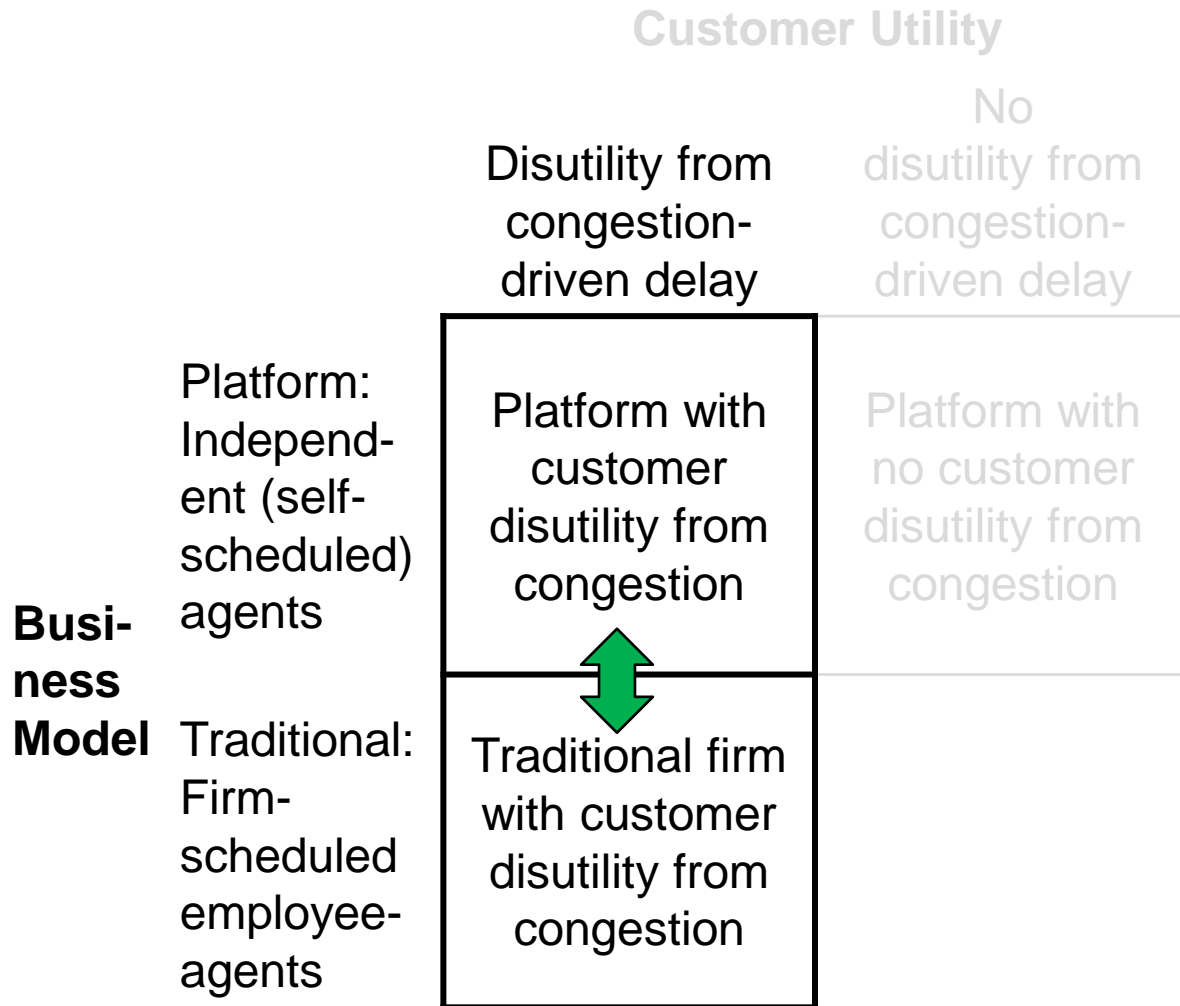 Customer Utility
Disutility from
congestion-
driven delay
No
disutility from
congestion-
driven delay
Busi-
ness
Model
Platform:
Independ-
ent (self-
scheduled)
agents
Platform with
customer
disutility from
congestion
Platform with
no customer
disutility from
congestion
Traditional:
Firm-
scheduled
employee-
agents
Traditional firm
with customer
disutility from
congestion